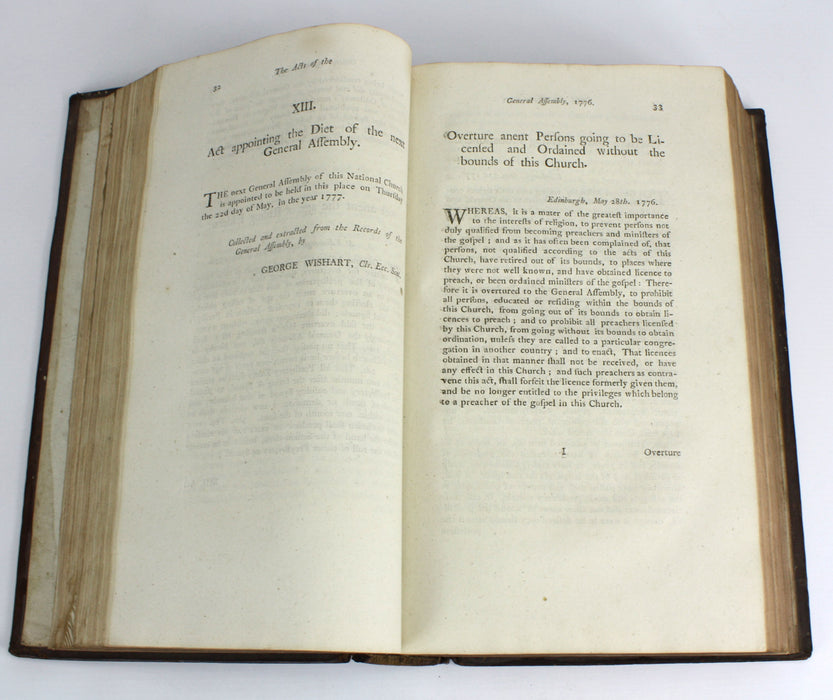 32
The Acts of the
XIII.
Act appointing the Diet of the next
General Aſſembly.
THE next General Aſſembly of this National Church
is appointed to be held in this place on Thurſday
the 22d day of May, in the year 1777.
Collected and extracted from the Records of the
General Aſſembly, by
GEORGE WISHART, Clr. Ecc. Scot.
General Aſſembly, 1776.
33
Overture anent Perſons going to be Li-
cenſed and Ordained without the
bounds of this Church.
Edinburgh, May 28th. 1776.
WHEREAS, it is a mater of the greateſt importance
to the intereſts of religion, to prevent perſons not
duly qualified from becoming preachers and miniſters of
the goſpel; and as it has often been complained of, that
perſons, not qualified according to the acts of this
Church, have retired out of its bounds, to places where
they were not well known, and have obtained licence to
preach, or been ordained miniſters of the goſpel: There-
fore it is overtured to the General Aſſembly, to prohibit
all perſons, educated or reſiding within the bounds of
this Church, from going out of its bounds to obtain li-
cences to preach; and to prohibit all preachers licenſed
by this Church, from going without its bounds to obtain
ordination, unleſs they are called to a particular congre-
gation in another country; and to enact, That licences
obtained in that manner ſhall not be received, or have
any effect in this Church; and ſuch preachers as contra-
vene this act, ſhall forfeit the licence formerly given them,
and be no longer entitled to the privileges which belong
to a preacher of the goſpel in this Church.
I
Overture